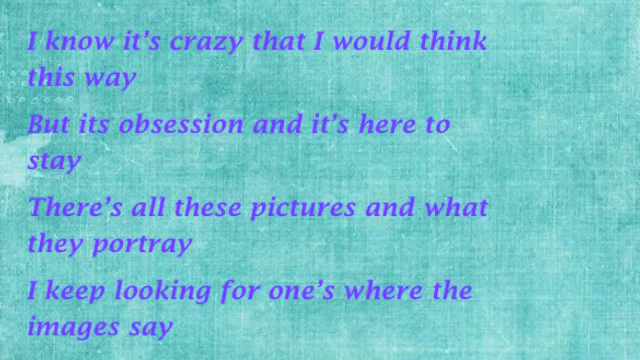 I know it’s crazy that I would think
this way
But its obsession and it’s here to
stay
There’s all these pictures and what
they portray
I keep looking for one’s where the
images say